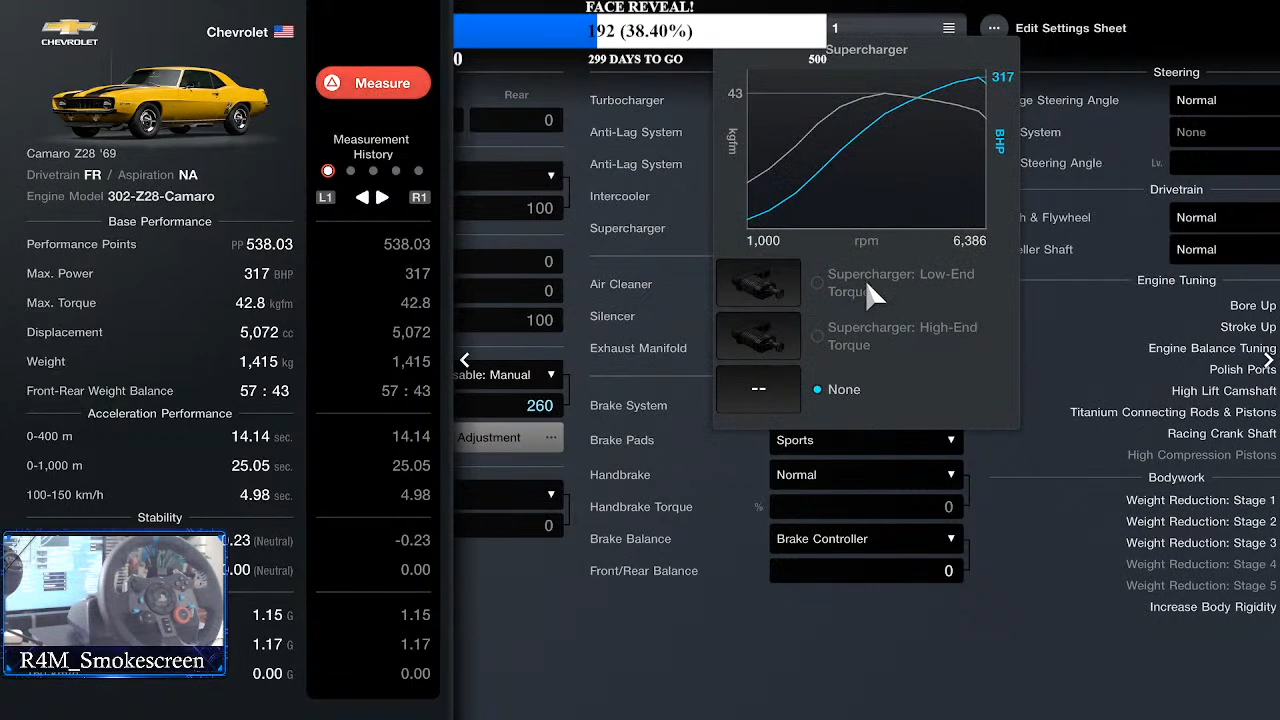 CHEVROLET
Chevrolet
Camaro Z28 '69
Drivetrain FR / Aspiration NA
Engine Model 302-Z28-Camaro
Base Performance
Performance Points PP 538.03
Max. Power 317 BHP
Max. Torque 42.8 kgfm
Displacement 5,072 cc
Weight 1,415 kg
Front-Rear Weight Balance 57 : 43
Acceleration Performance
0-400 m 14.14 sec.
0-1,000 m 25.05 sec.
100-150 km/h 4.98 sec.
Stability
0.23 (Neutral)
0.00 (Neutral)
1.15 G
1.17 G
0.00 G
R4M_Smokescreen
Measure
Measurement
History
L1 R1
538.03
317
42.8
5,072
1,415
57 : 43
14.14
25.05
4.98
-0.23
0.00
1.15
1.17
0.00
FACE REVEAL!
192 (38.40%)
0 299 DAYS TO GO 500
1
Edit Settings Sheet
Rear
0
100
0
0
100
sable: Manual
260
Adjustment ...
0
Turbocharger
Anti-Lag System
Anti-Lag System
Intercooler
Supercharger
Air Cleaner
Silencer
Exhaust Manifold
Brake System
Brake Pads Sports
Handbrake Normal
Handbrake Torque % 0
Brake Balance Brake Controller
Front/Rear Balance 0
Supercharger
317
43
kgfm
BHP
1,000 rpm 6,386
Supercharger: Low-End
Torque
Supercharger: High-End
Torque
-- None
Steering
ge Steering Angle Normal
System None
Steering Angle Lv.
Drivetrain
h & Flywheel Normal
ller Shaft Normal
Engine Tuning
Bore Up
Stroke Up
Engine Balance Tuning
Polish Ports
High Lift Camshaft
Titanium Connecting Rods & Pistons
Racing Crank Shaft
High Compression Pistons
Bodywork
Weight Reduction: Stage 1
Weight Reduction: Stage 2
Weight Reduction: Stage 3
Weight Reduction: Stage 4
Weight Reduction: Stage 5
Increase Body Rigidity